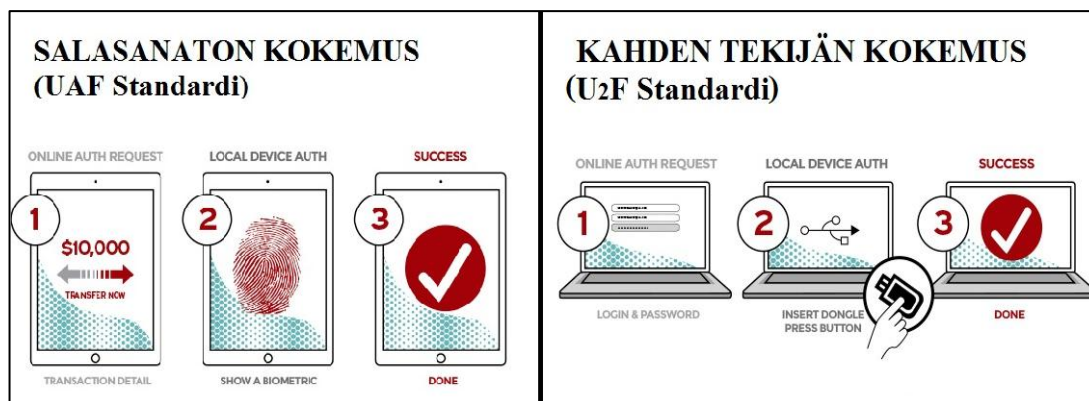 SALASANATON KOKEMUS
(UAF Standardi)
ONLINE AUTH REQUEST
LOCAL DEVICE AUTH
SUCCESS
1
2
3
$10,000
TRANSFER NOW
TRANSACTION DETAIL
SHOW A BIOMETRIC
DONE
KAHDEN TEKIJÄN KOKEMUS
(U2F Standardi)
ONLINE AUTH REQUEST
LOCAL DEVICE AUTH
SUCCESS
1
2
3
LOGIN & PASSWORD
INSERT DONGLE
PRESS BUTTON
DONE